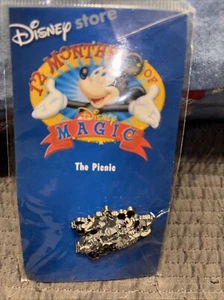 Disney store
12 MONTHS OF
Disney
MAGIC
The Picnic